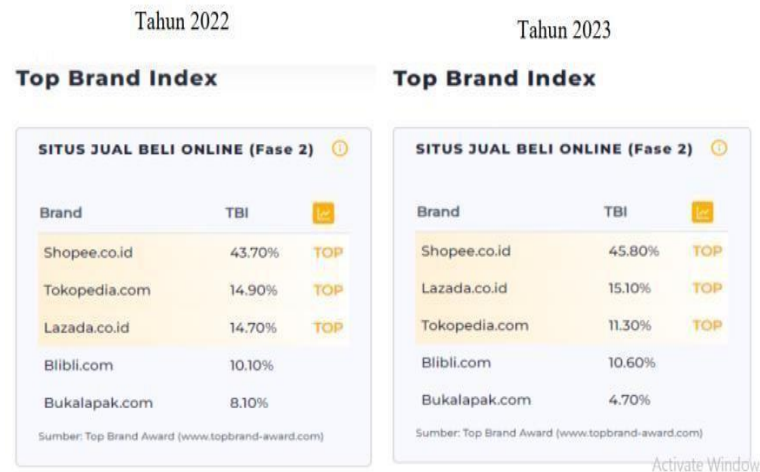 Tahun 2022
Top Brand Index
SITUS JUAL BELI ONLINE (Fase 2)
Brand TBI
Shopee.co.id 43.70% TOP
Tokopedia.com 14.90% TOP
Lazada.co.id 14.70% TOP
Blibli.com 10.10%
Bukalapak.com 8.10%
Sumber: Top Brand Award (www.topbrand-award.com)
Tahun 2023
Top Brand Index
SITUS JUAL BELI ONLINE (Fase 2)
Brand TBI
Shopee.co.id 45.80% TOP
Lazada.co.id 15.10% TOP
Tokopedia.com 11.30% TOP
Blibli.com 10.60%
Bukalapak.com 4.70%
Sumber: Top Brand Award (www.topbrand-award.com)
Activate Window